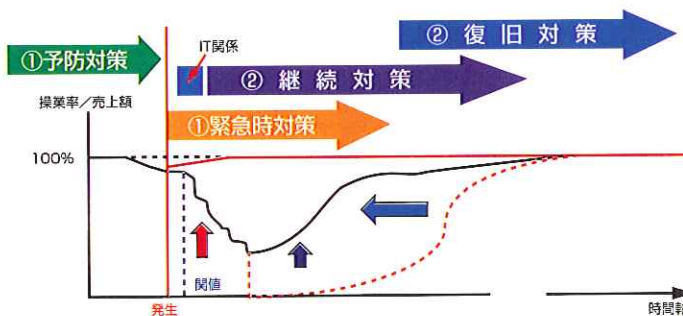 ② 復 旧 対 策
IT関係
①予防対策
② 継 続 対 策
操業率/売上額
①緊急時対策
100%
関値
発生
時間軸